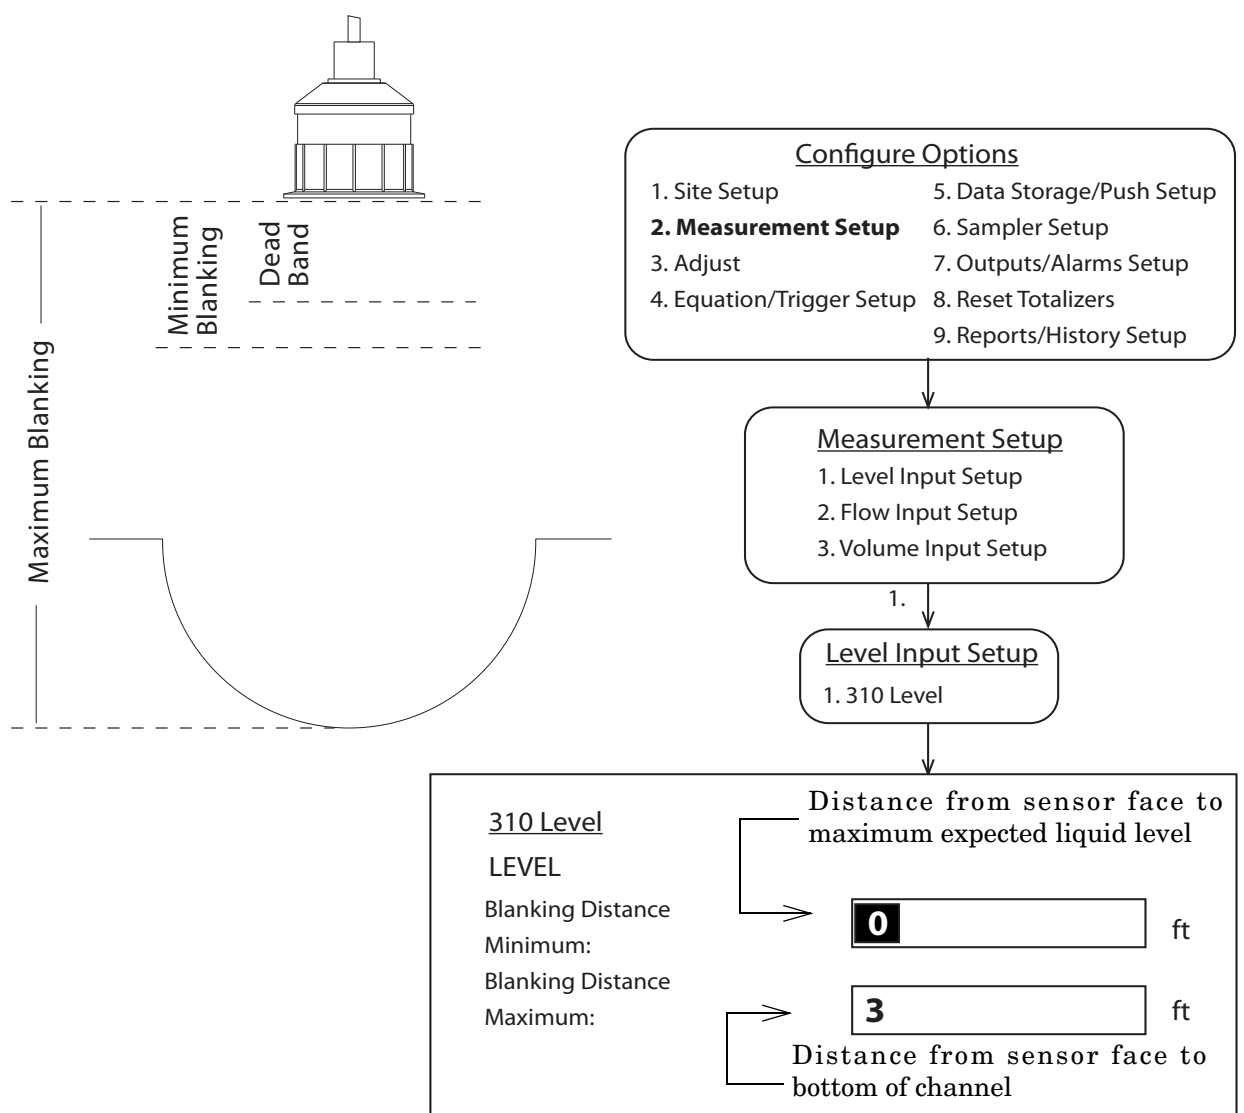 Maximum Blanking
Minimum
Blanking
Dead
Band
Configure Options
1. Site Setup
2. Measurement Setup
3. Adjust
4. Equation/Trigger Setup
5. Data Storage/Push Setup
6. Sampler Setup
7. Outputs/Alarms Setup
8. Reset Totalizers
9. Reports/History Setup
Measurement Setup
1. Level Input Setup
2. Flow Input Setup
3. Volume Input Setup
1.
Level Input Setup
1. 310 Level
310 Level
LEVEL
Distance from sensor face to
maximum expected liquid level
Blanking Distance
Minimum:
0 ft
Blanking Distance
Maximum:
3 ft
Distance from sensor face to
bottom of channel